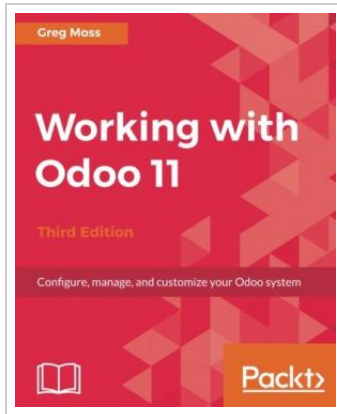 Greg Moss
Working with
Odoo 11
Third Edition
Configure, manage, and customize your Odoo system
Packt>